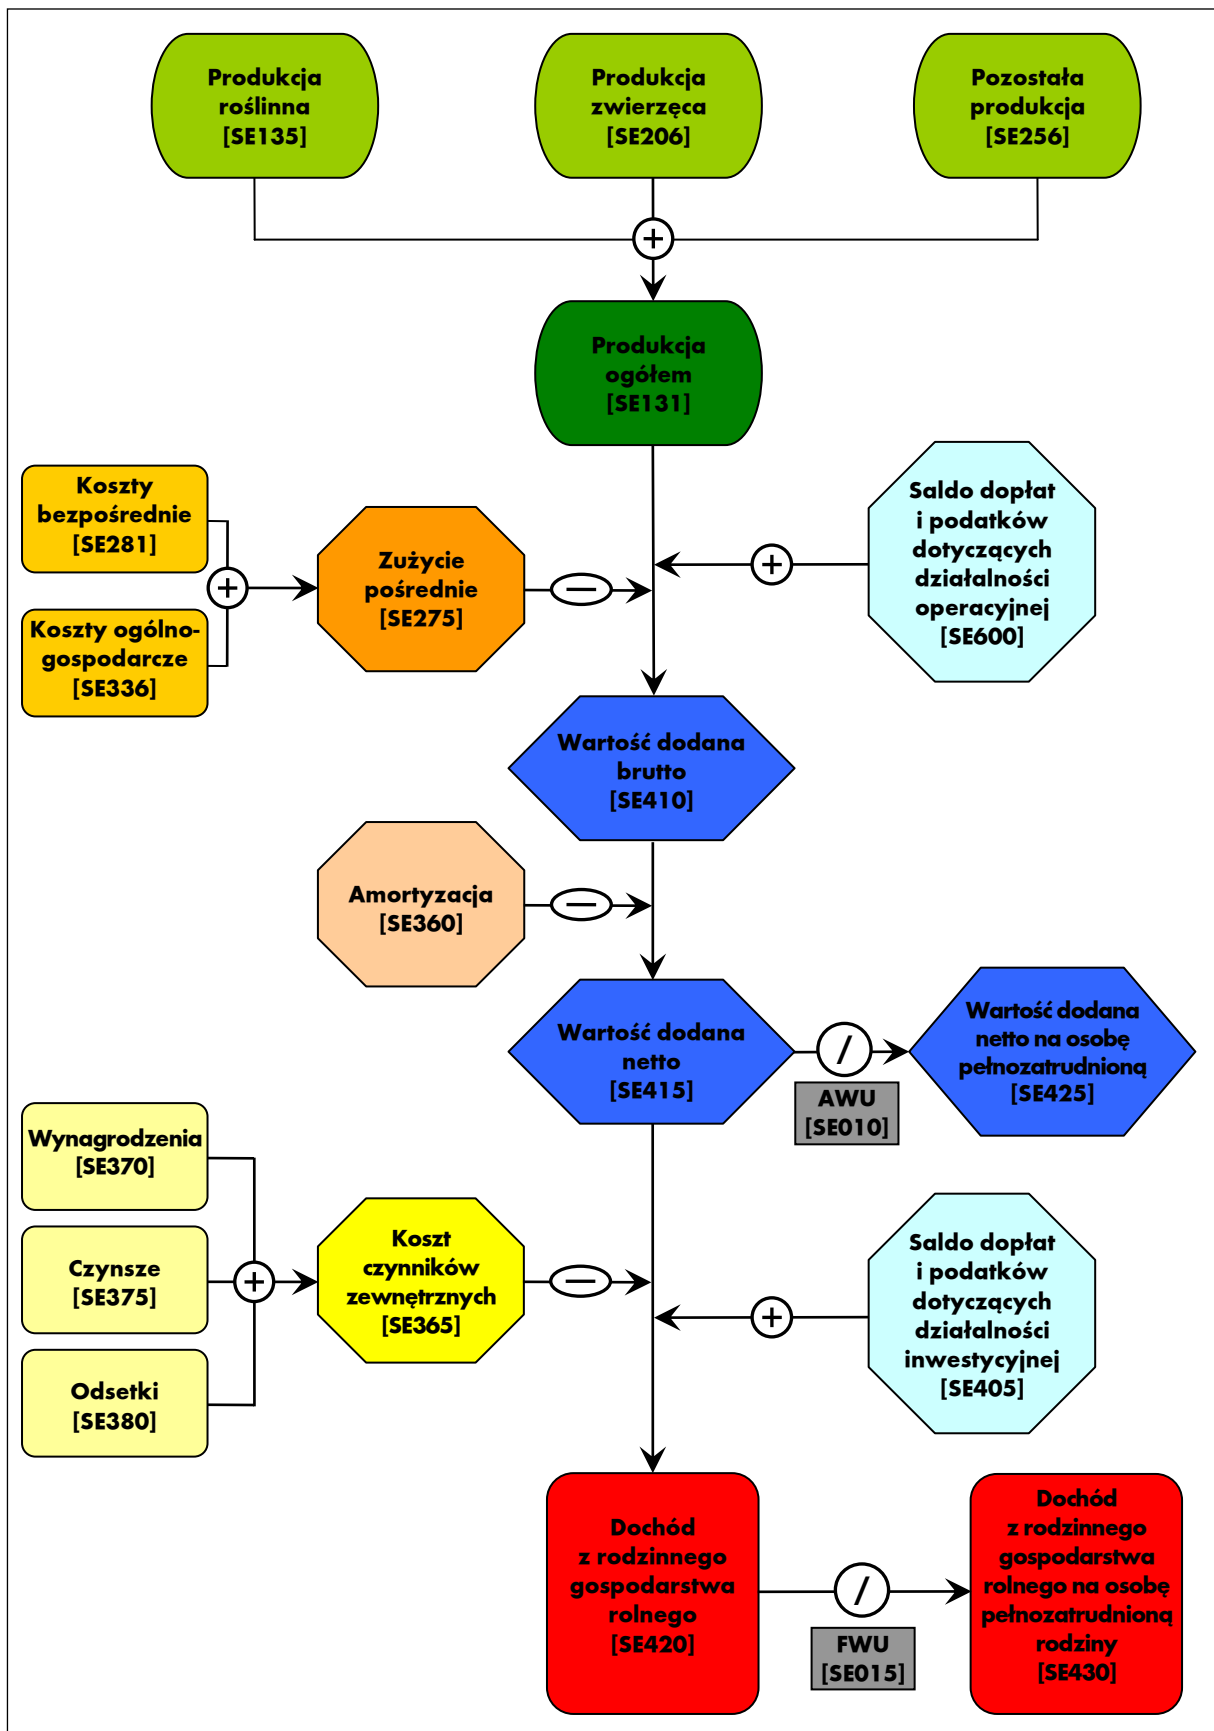 Produkcja
roślinna
[SE135]
Produkcja
zwierzęca
[SE206]
Pozostała
produkcja
[SE256]
+
Produkcja
ogółem
[SE131]
Koszty
bezpośrednie
[SE281]
Koszty ogólno-
gospodarcze
[SE336]
+
Zużycie
pośrednie
[SE275]
—
+
Saldo dopłat
i podatków
dotyczących
działalności
operacyjnej
[SE600]
Wartość dodana
brutto
[SE410]
Amortyzacja
[SE360]
—
Wartość dodana
netto
[SE415]
/
AWU
[SE010]
Wartość dodana
netto na osobę
pełnozatrudnioną
[SE425]
Wynagrodzenia
[SE370]
Czynsze
[SE375]
Odsetki
[SE380]
+
Koszt
czynników
zewnętrznych
[SE365]
—
+
Saldo dopłat
i podatków
dotyczących
działalności
inwestycyjnej
[SE405]
Dochód
z rodzinnego
gospodarstwa
rolnego
[SE420]
/
FWU
[SE015]
Dochód
z rodzinnego
gospodarstwa
rolnego na osobę
pełnozatrudnioną
rodziny
[SE430]